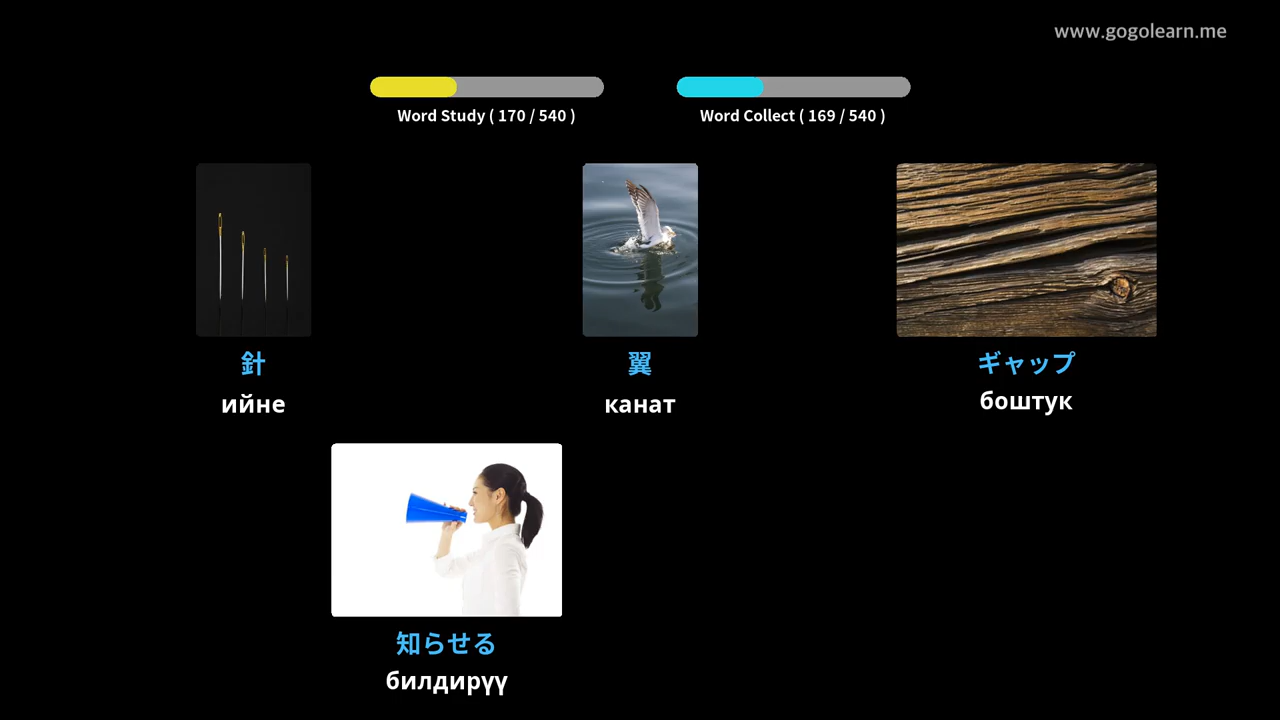 www.gogolearn.me
Word Study ( 170 / 540 )
Word Collect ( 169 / 540 )
針
ийне
翼
канат
ギャップ
боштук
知らせる
билдирүү